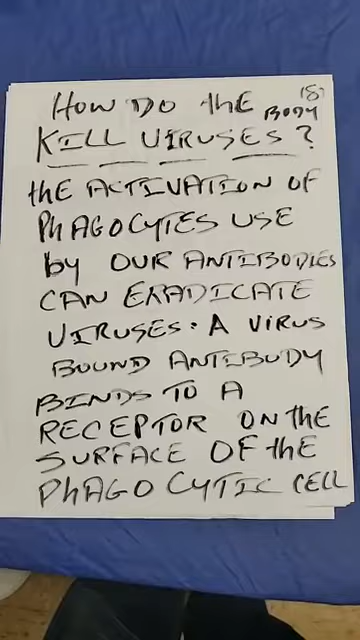 (8)
HOW DO the BODY
KILL VIRUSES?
the ACTIVATION OF
PHAGOCYTES USE
by OUR ANTIBODIES
CAN ERADICATE
VIRUSES. A VIRUS
BOUND ANTIBODY
BINDS TO A
RECEPTOR ON the
SURFACE OF the
PHAGOCYTIC CELL